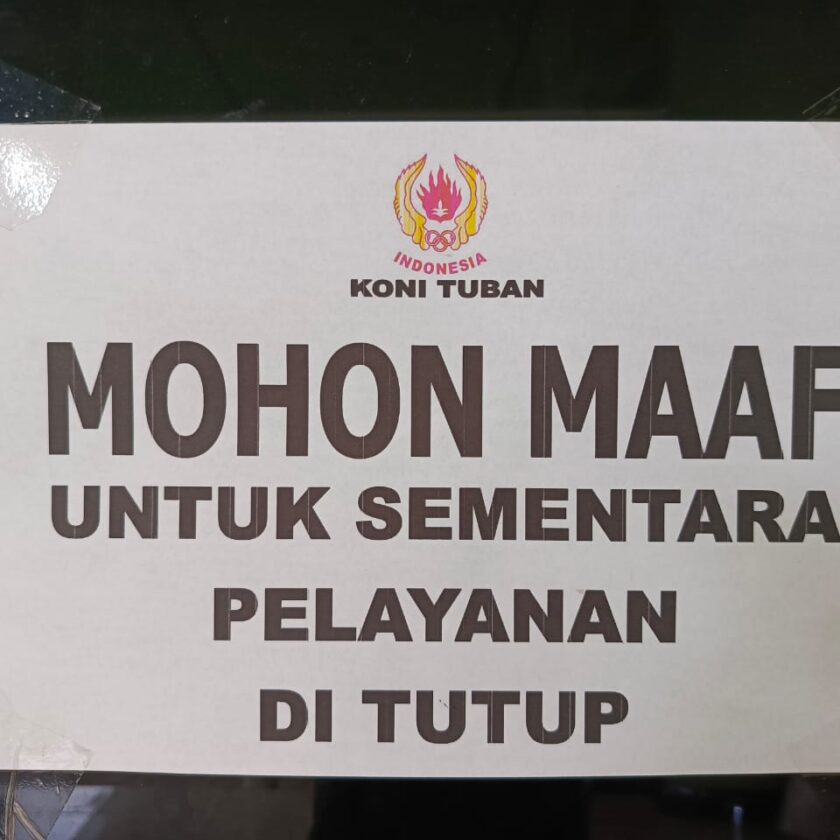 INDONESIA
KONI TUBAN
MOHON MAAF
UNTUK SEMENTARA
PELAYANAN
DI TUTUP